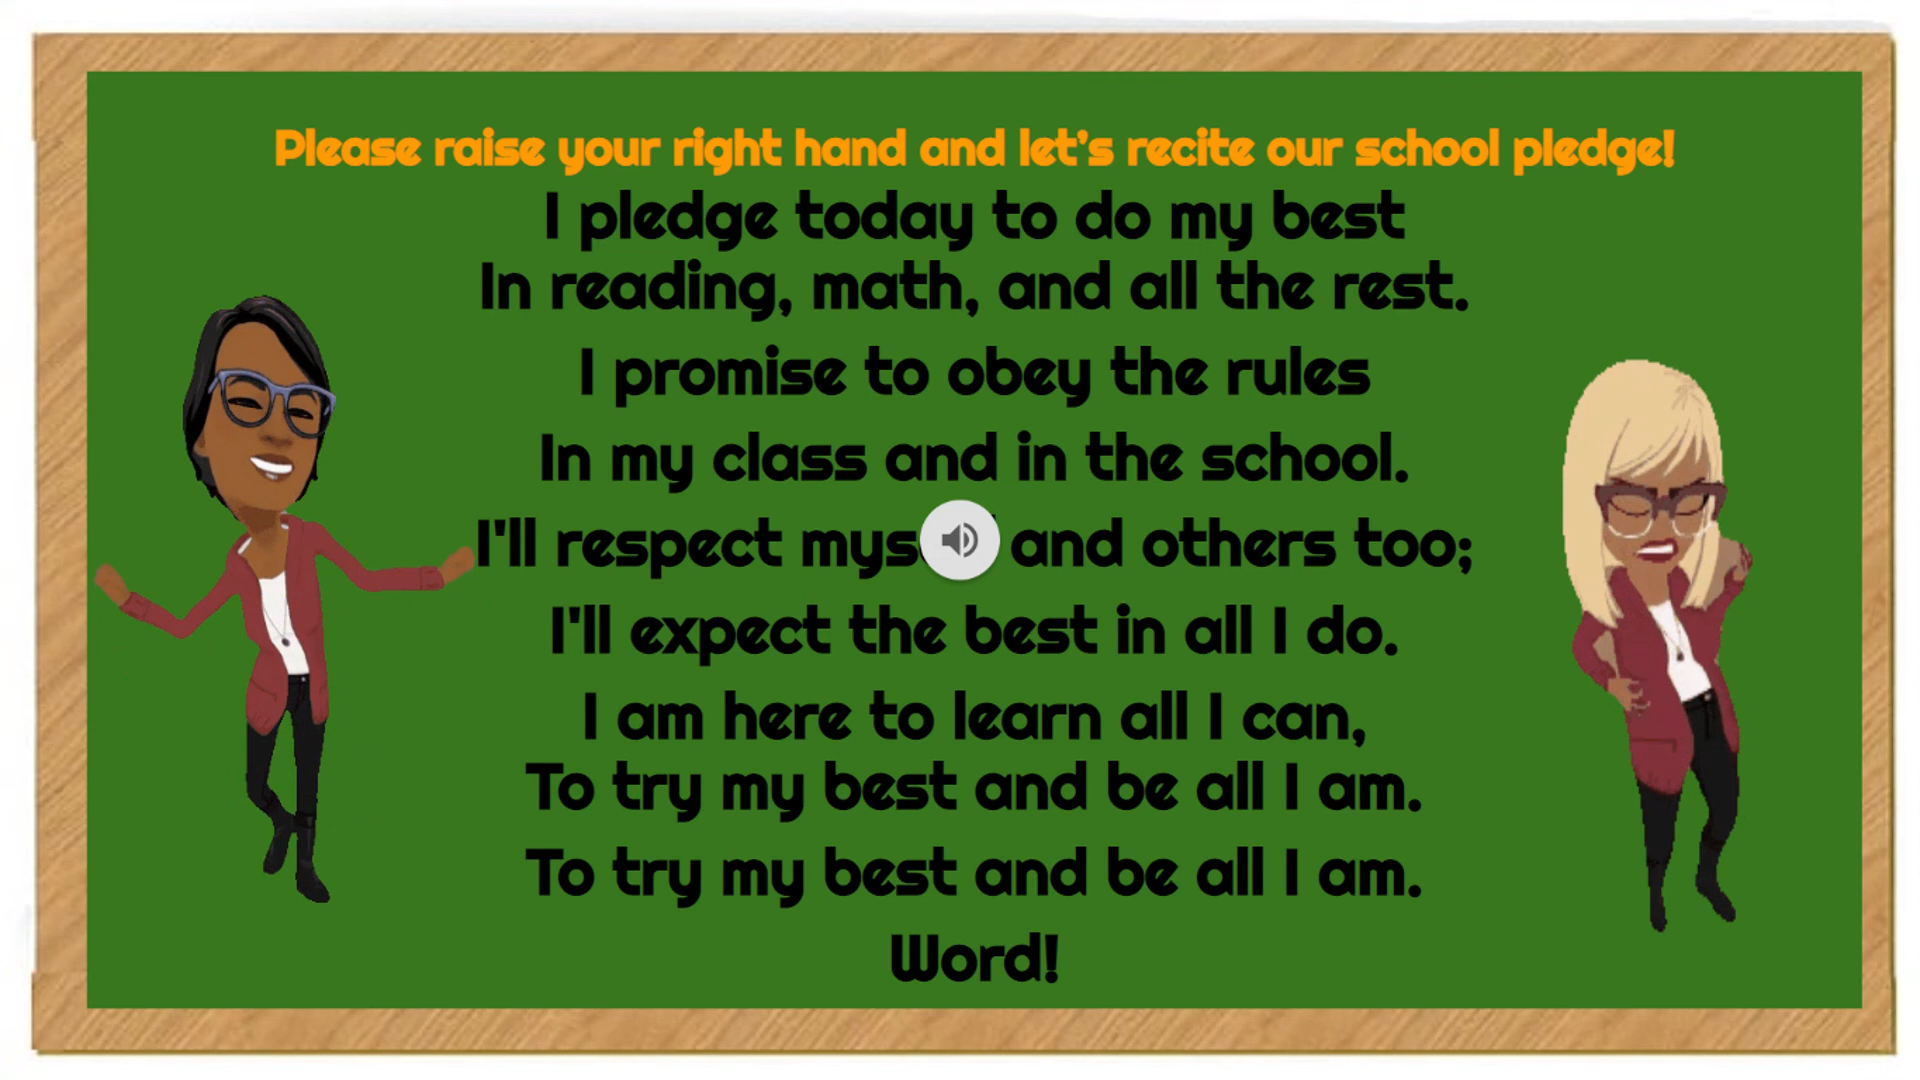 Please raise your right hand and let's recite our school pledge!
I pledge today to do my best
In reading, math, and all the rest.
I promise to obey the rules
In my class and in the school.
I'll respect and others too;
I'll expect the best in all I do.
I am here to learn all I can,
To try my best and be all I am.
To try my best and be all I am.
Word!